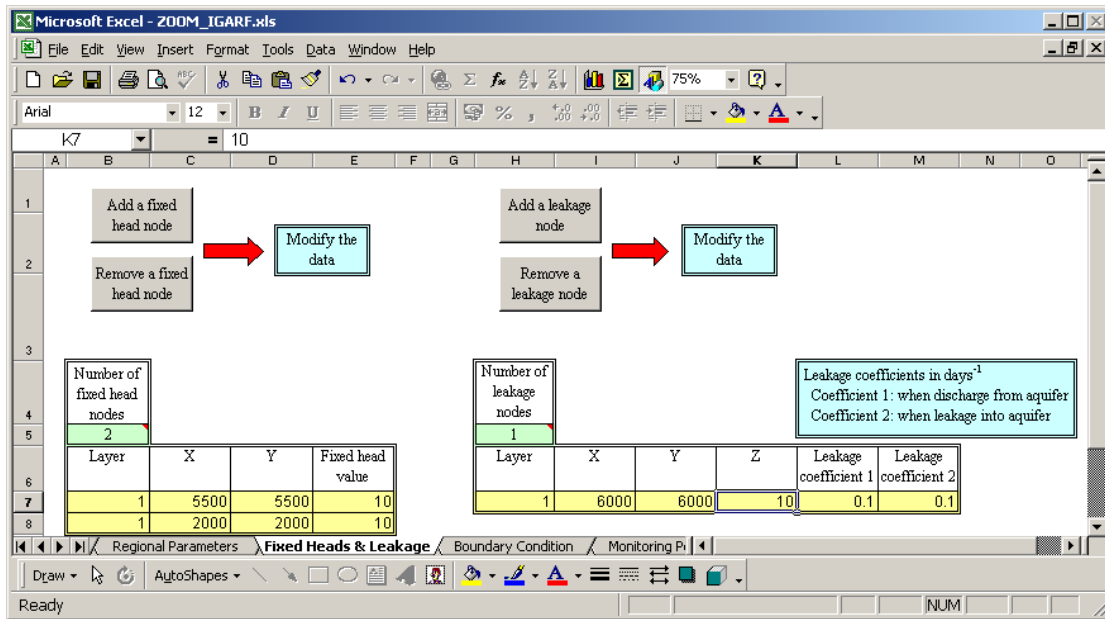 Microsoft Excel - ZOOM_IGARF.xls
File Edit View Insert Format Tools Data Window Help
75%
Arial 12 B I U
K7 = 10
A B C D E F G H I J K L M N O
1
Add a fixed head node
Add a leakage node
2
Modify the data
Modify the data
Remove a fixed head node
Remove a leakage node
3
4
Number of fixed head nodes
Number of leakage nodes
Leakage coefficients in days-1
Coefficient 1: when discharge from aquifer
Coefficient 2: when leakage into aquifer
5 2 1
6 Layer X Y Fixed head value Layer X Y Z Leakage coefficient 1 Leakage coefficient 2
7 1 5500 5500 10 1 6000 6000 10 0.1 0.1
8 1 2000 2000 10
Regional Parameters Fixed Heads & Leakage Boundary Condition Monitoring P
Draw AutoShapes
Ready NUM